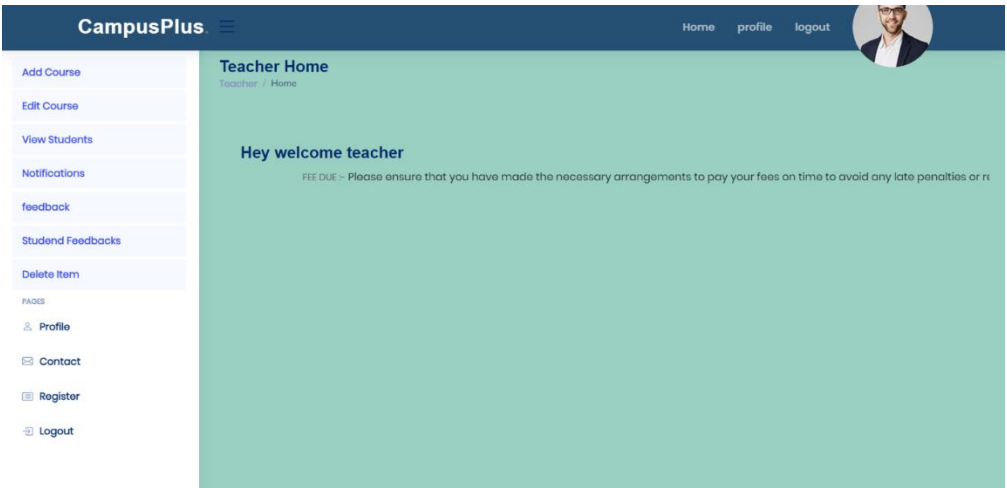 CampusPlus.
Home profile logout
Add Course
Edit Course
View Students
Notifications
feedback
Studend Feedbacks
Delete Item
PAGES
Profile
Contact
Register
Logout
Teacher Home
Teacher / Home
Hey welcome teacher
FEE DUE :- Please ensure that you have made the necessary arrangements to pay your fees on time to avoid any late penalties or